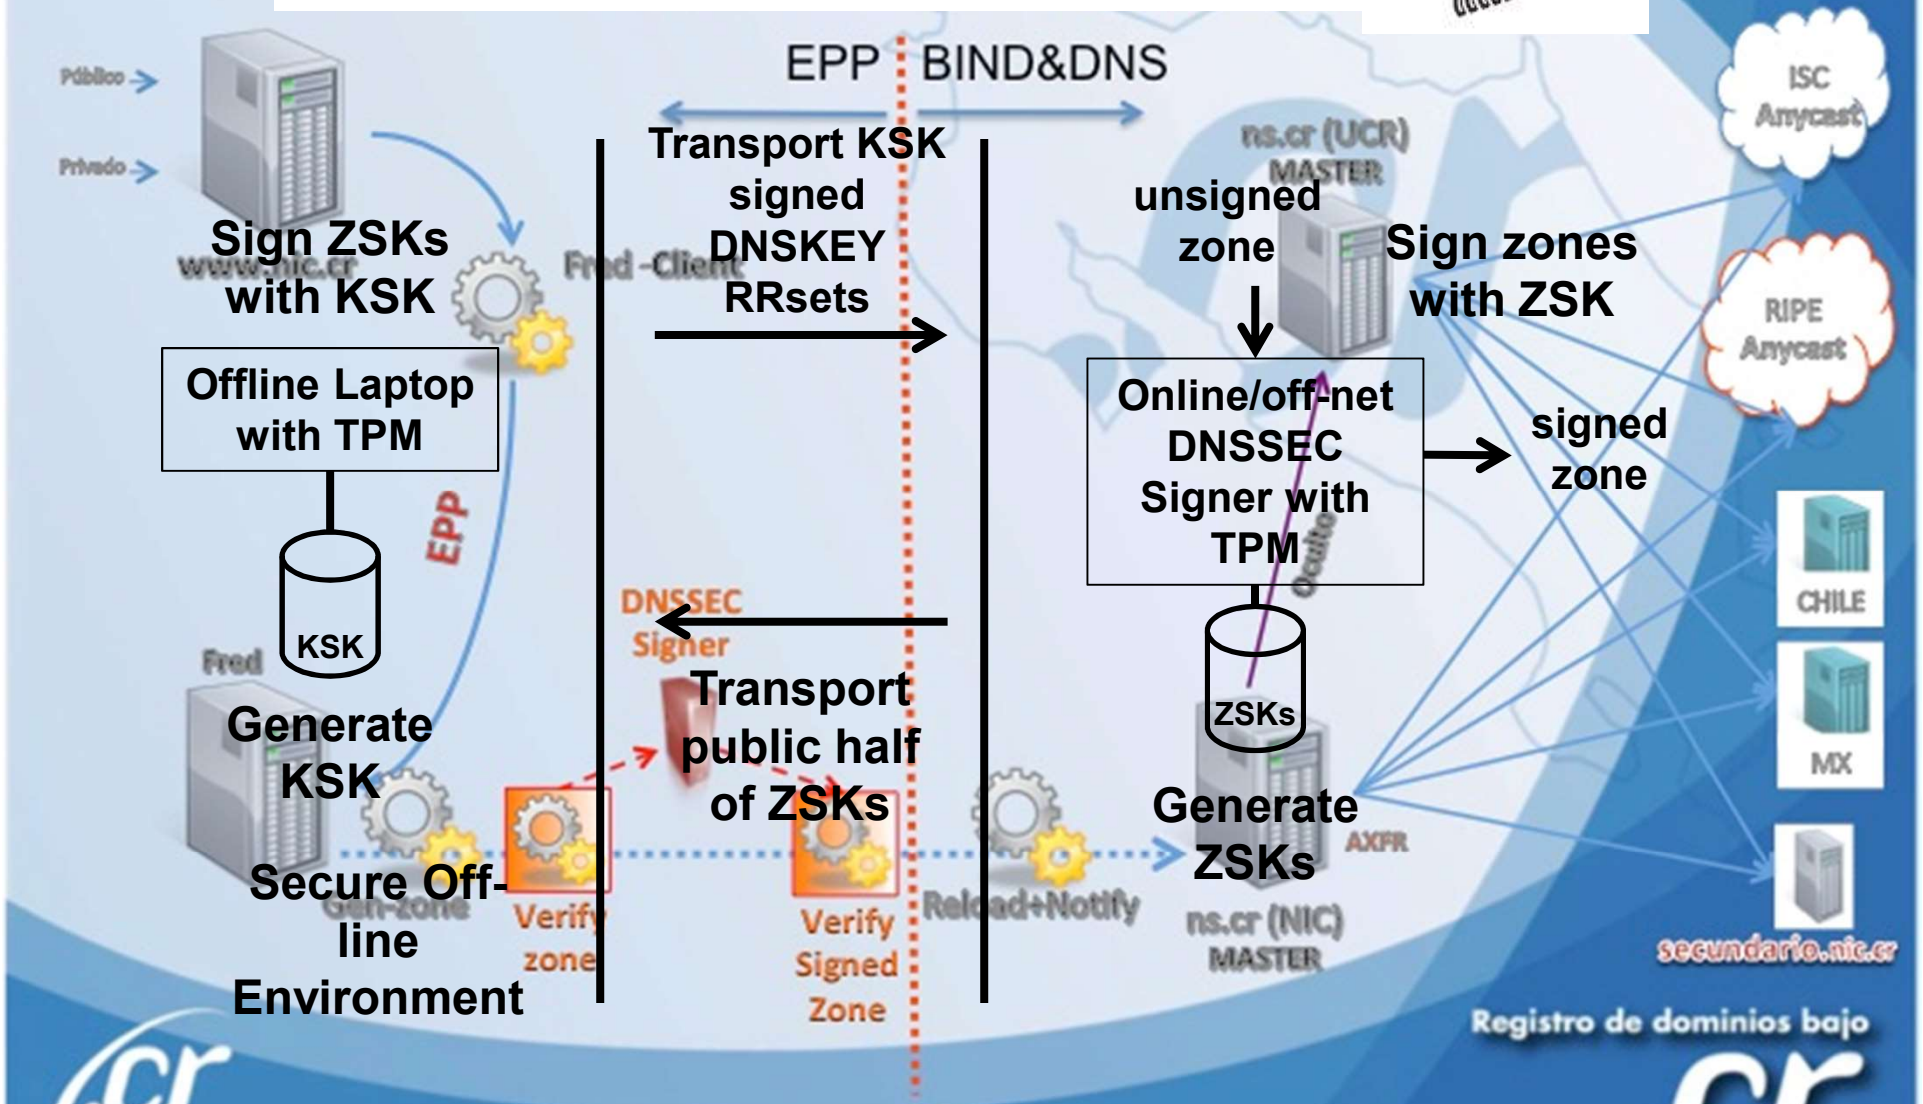 EPP
BIND&DNS
Público
Privado
www.nic.cr
Sign ZSKs
with KSK
Fred -Client
Transport KSK
signed
DNSKEY
RRsets
ns.cr (UCR)
MASTER
unsigned
zone
Sign zones
with ZSK
ISC
Anycast
RIPE
Anycast
Offline Laptop
with TPM
EPP
KSK
Fred
Generate
KSK
Secure Off-
line
Environment
Gen-zone
DNSSEC
Signer
Transport
public half
of ZSKs
Verify
zone
Verify
Signed
Zone
Reload+Notify
Online/off-net
DNSSEC
Signer with
TPM
Oculto
signed
zone
ZSKs
Generate
ZSKs
AXFR
ns.cr (NIC)
MASTER
CHILE
MX
secundario.nic.cr
Registro de dominios bajo
.cr
cr